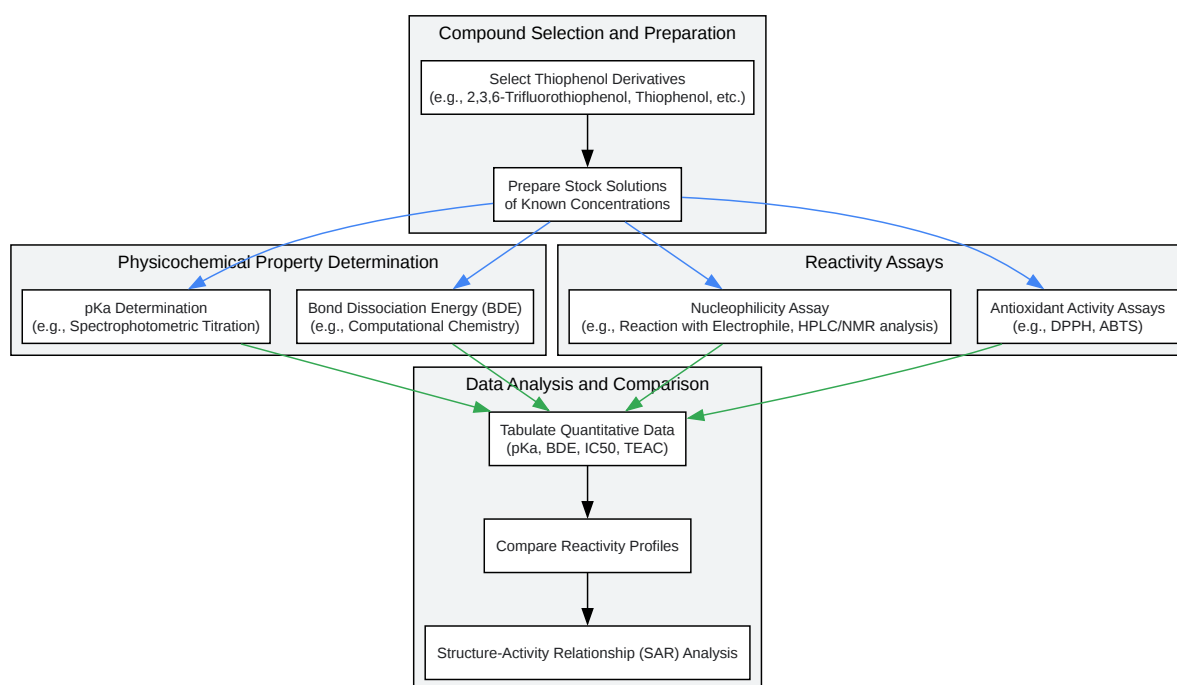 Compound Selection and Preparation
Select Thiophenol Derivatives
(e.g., 2,3,6-Trifluorothiophenol, Thiophenol, etc.)
Prepare Stock Solutions
of Known Concentrations
Physicochemical Property Determination
pKa Determination
(e.g., Spectrophotometric Titration)
Bond Dissociation Energy (BDE)
(e.g., Computational Chemistry)
Reactivity Assays
Nucleophilicity Assay
(e.g., Reaction with Electrophile, HPLC/NMR analysis)
Antioxidant Activity Assays
(e.g., DPPH, ABTS)
Data Analysis and Comparison
Tabulate Quantitative Data
(pKa, BDE, IC50, TEAC)
Compare Reactivity Profiles
Structure-Activity Relationship (SAR) Analysis